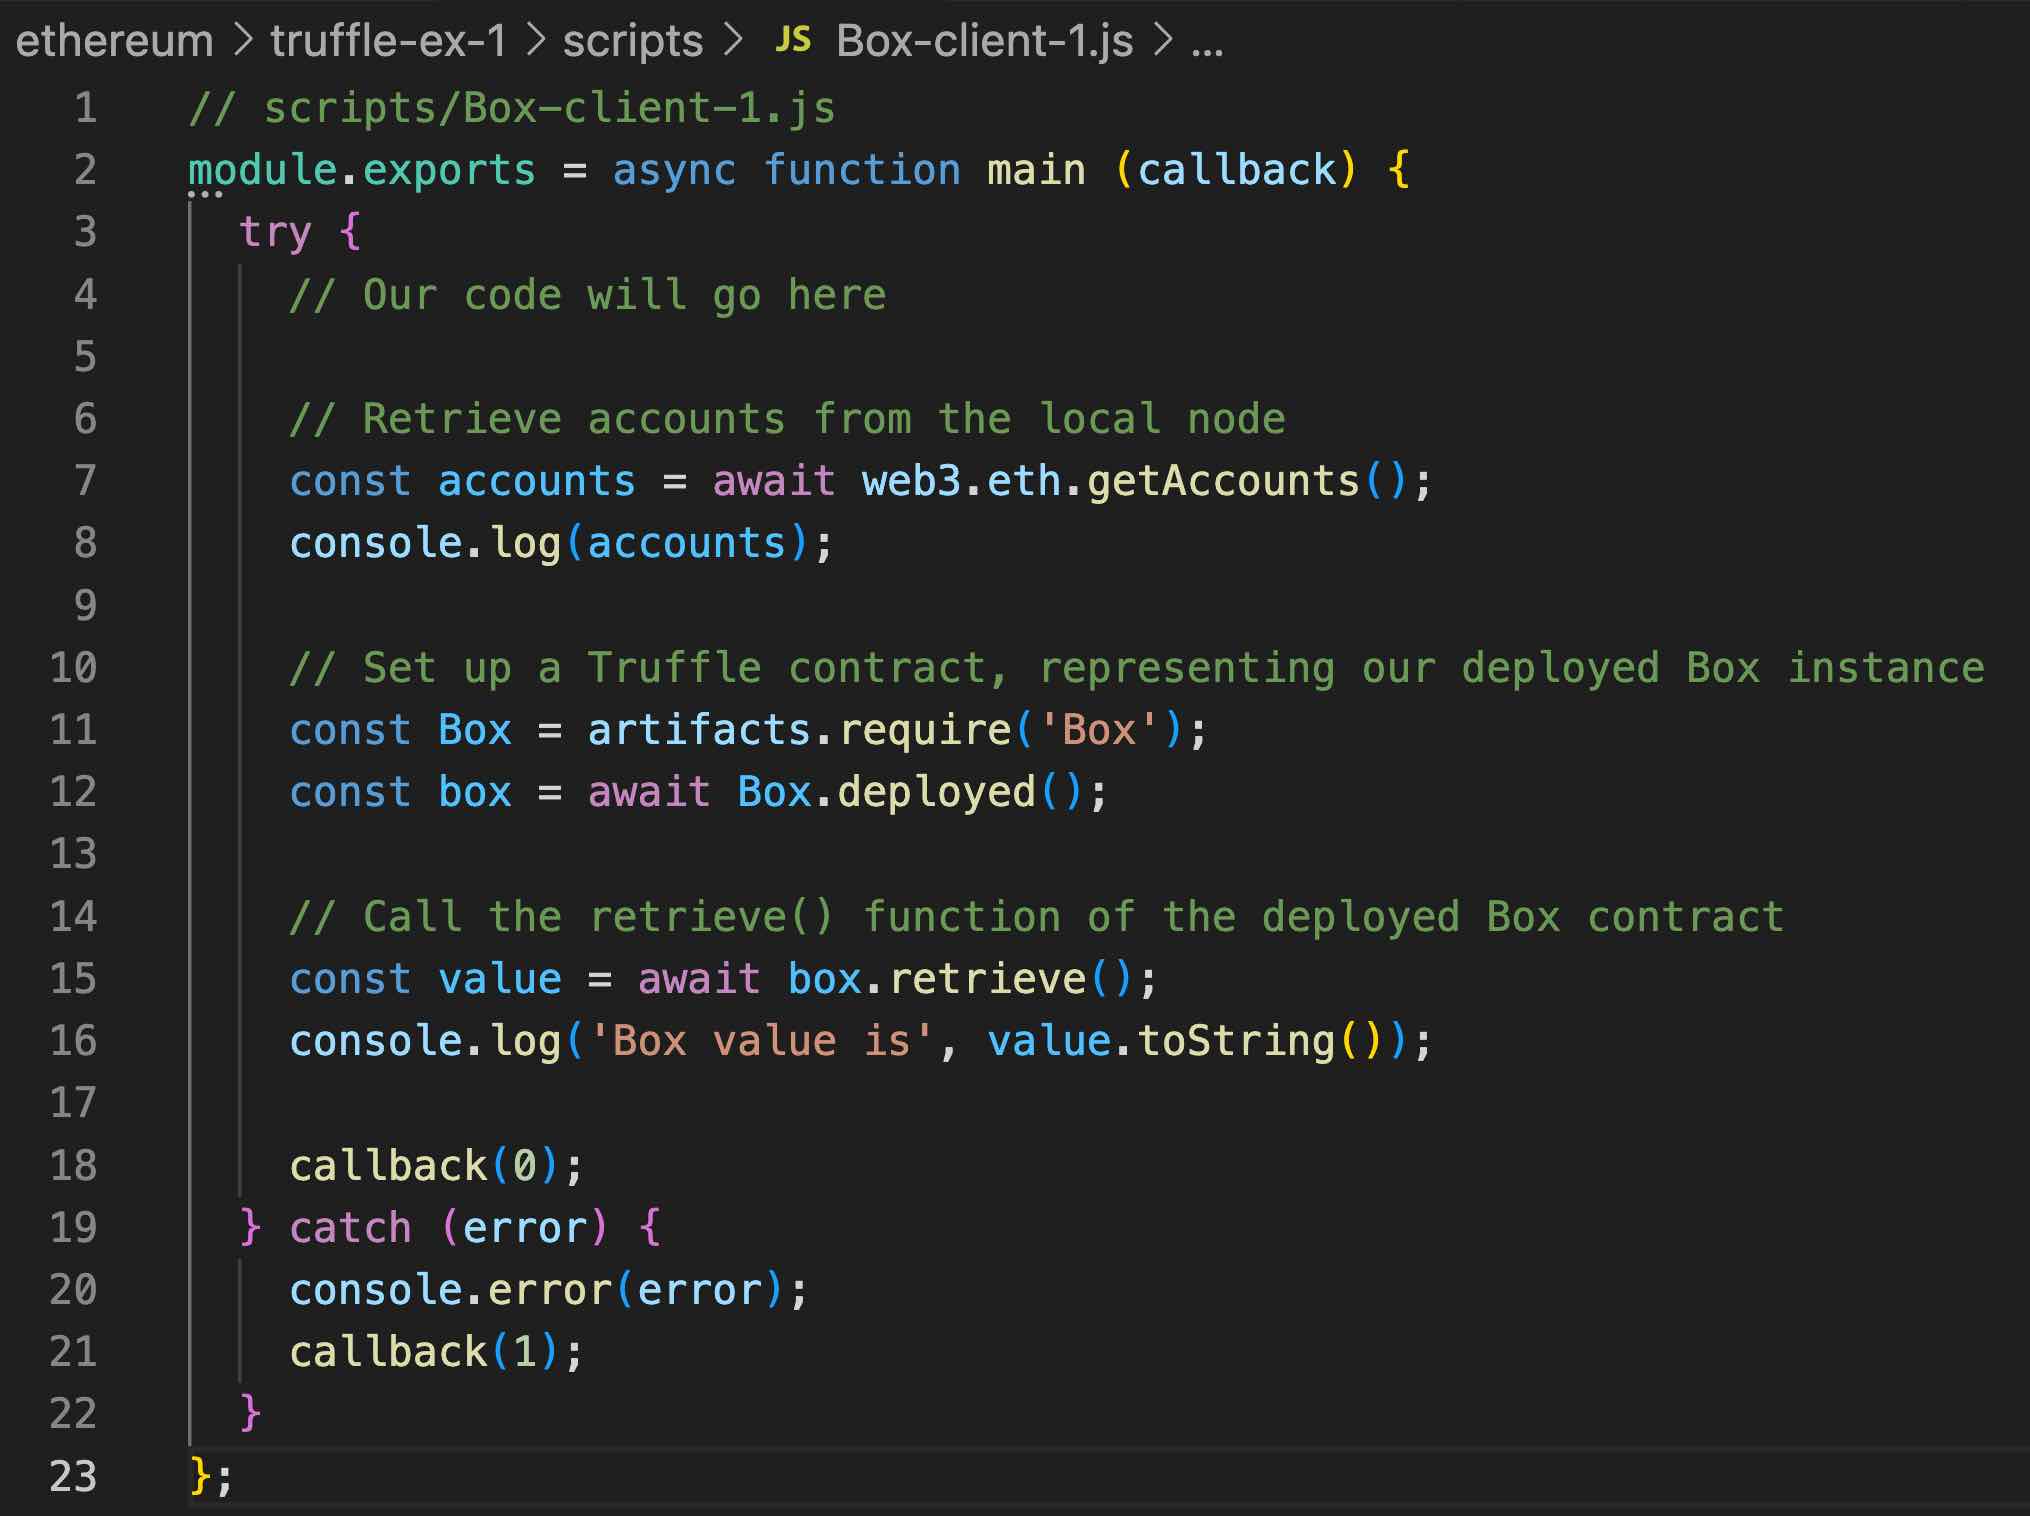 ethereum > truffle-ex-1 > scripts > JS Box-client-1.js > ...
1 // scripts/Box-client-1.js
2 module.exports = async function main (callback) {
3   try {
4     // Our code will go here
5
6     // Retrieve accounts from the local node
7     const accounts = await web3.eth.getAccounts();
8     console.log(accounts);
9
10     // Set up a Truffle contract, representing our deployed Box instance
11     const Box = artifacts.require('Box');
12     const box = await Box.deployed();
13
14     // Call the retrieve() function of the deployed Box contract
15     const value = await box.retrieve();
16     console.log('Box value is', value.toString());
17
18     callback(0);
19   } catch (error) {
20     console.error(error);
21     callback(1);
22   }
23 };